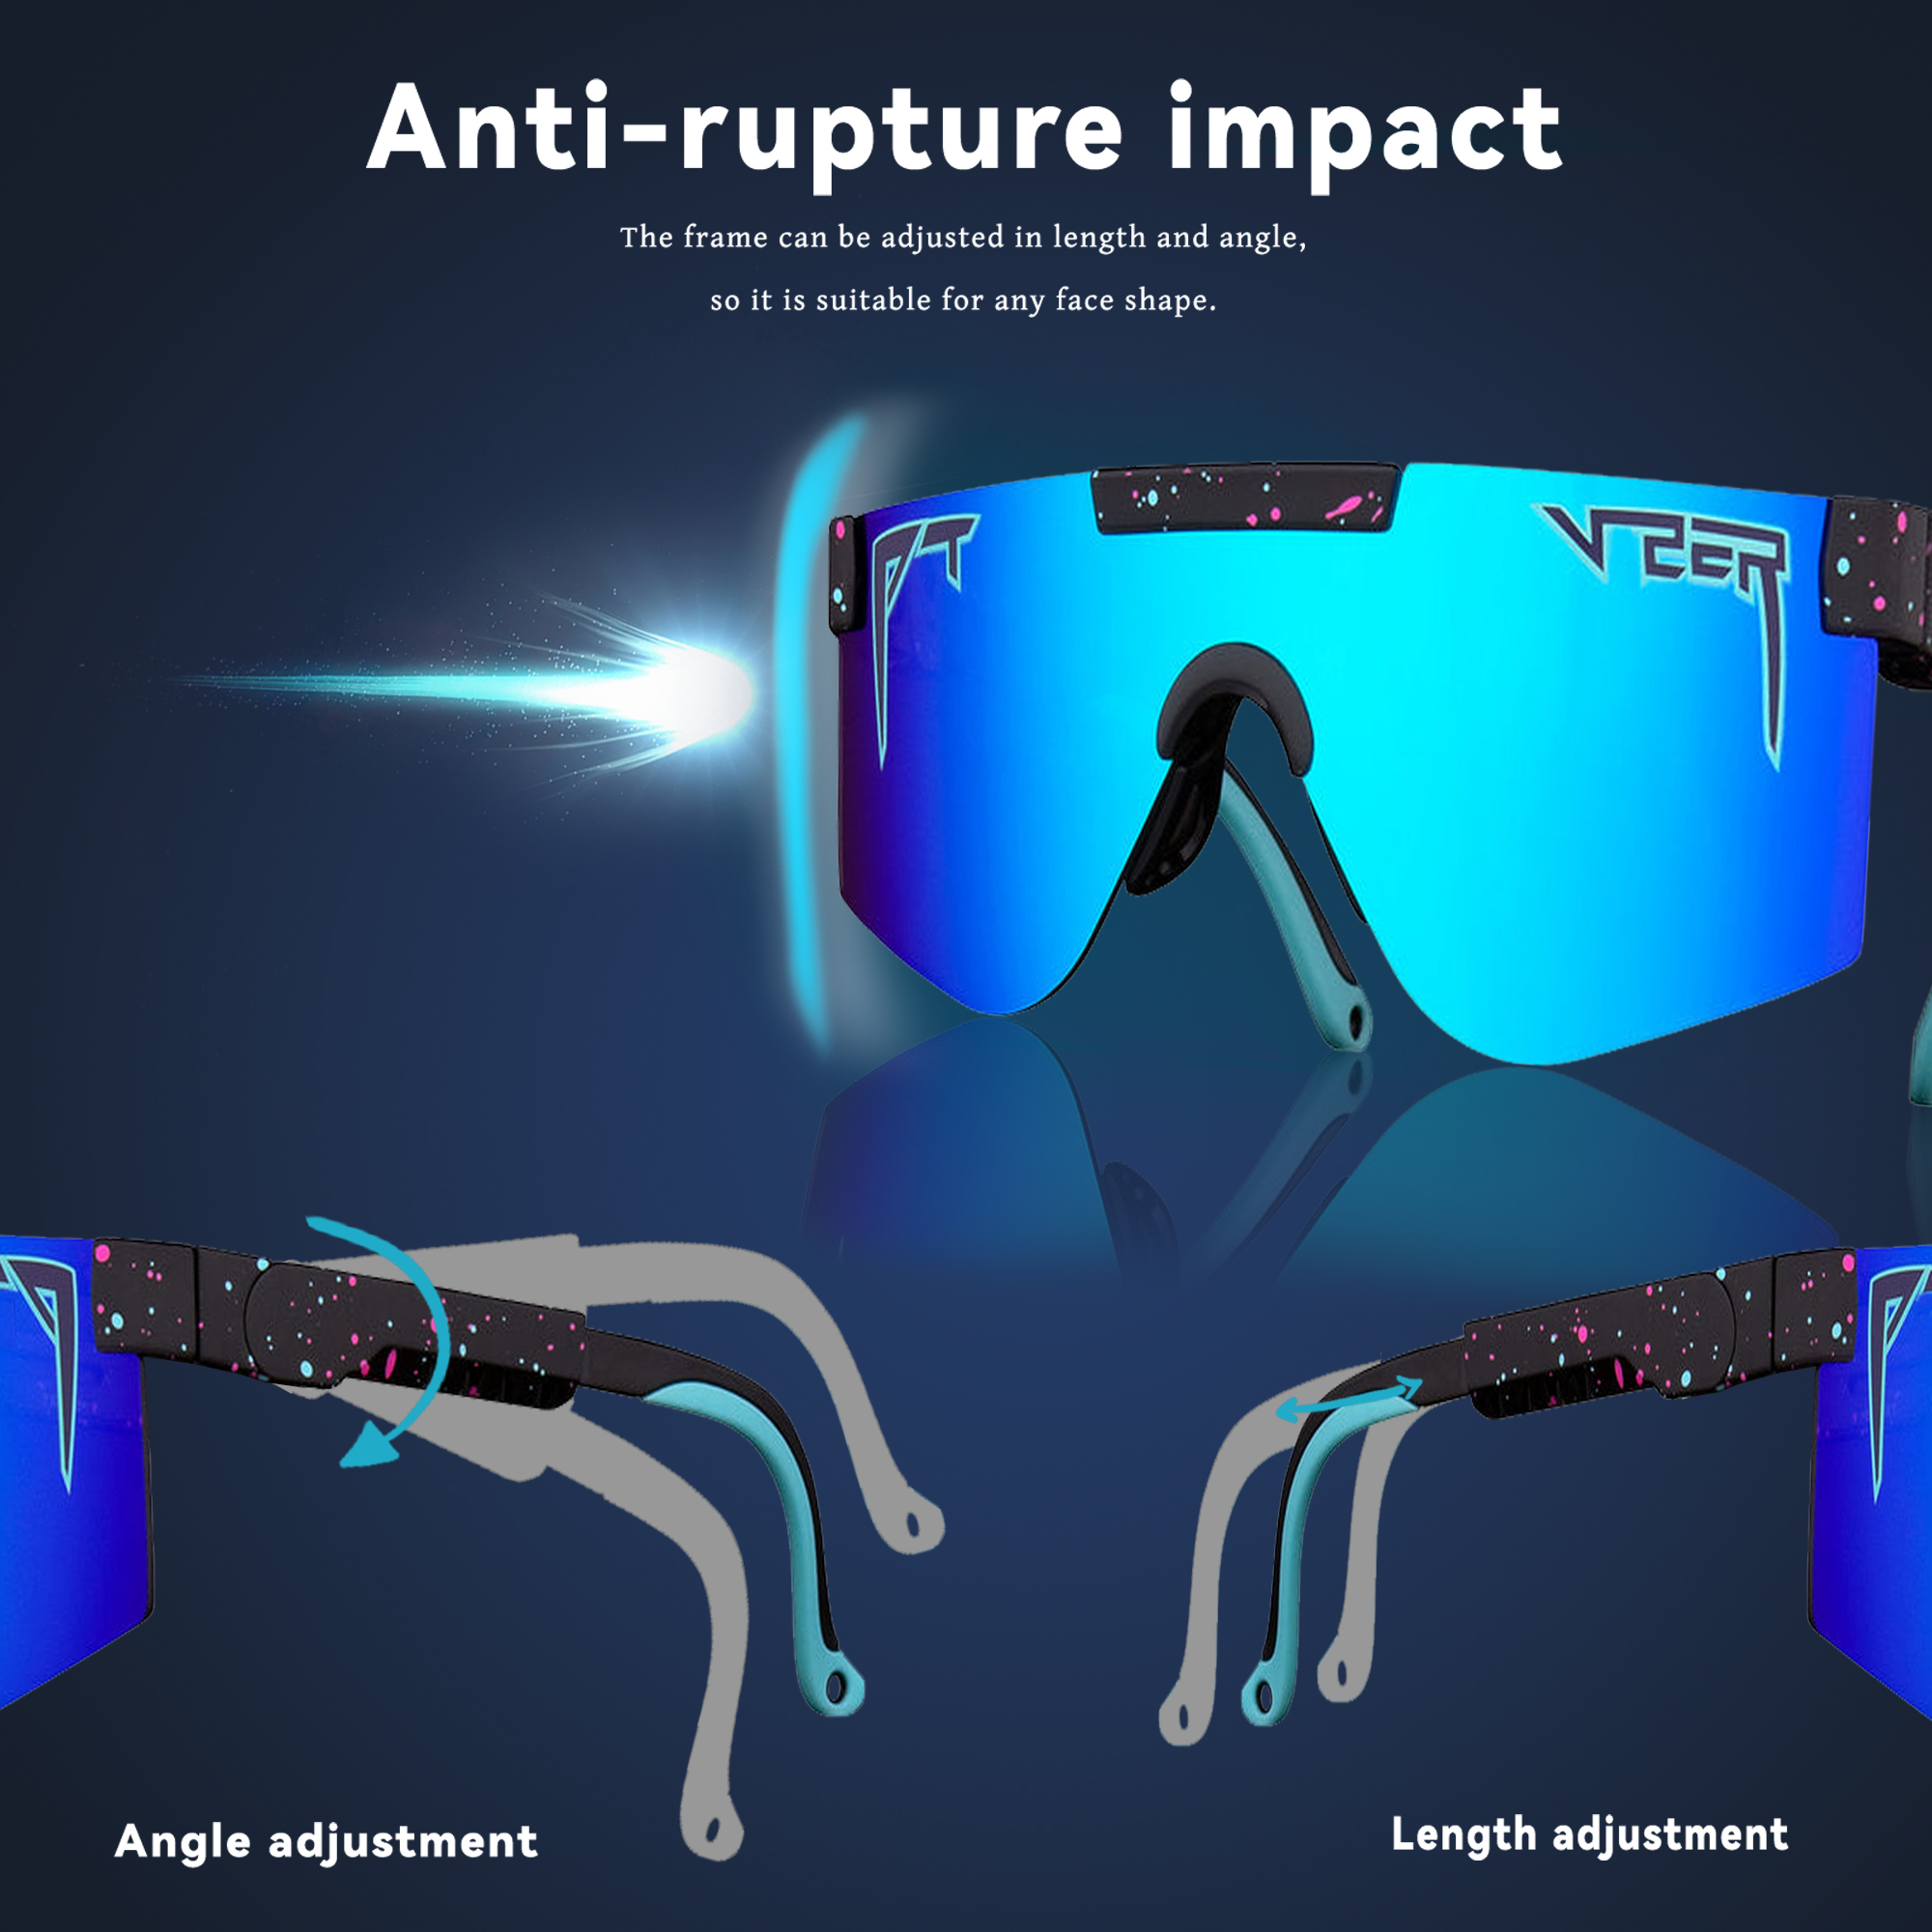 Anti-rupture impact
The frame can be adjusted in length and angle,
so it is suitable for any face shape.
Angle adjustment
Length adjustment